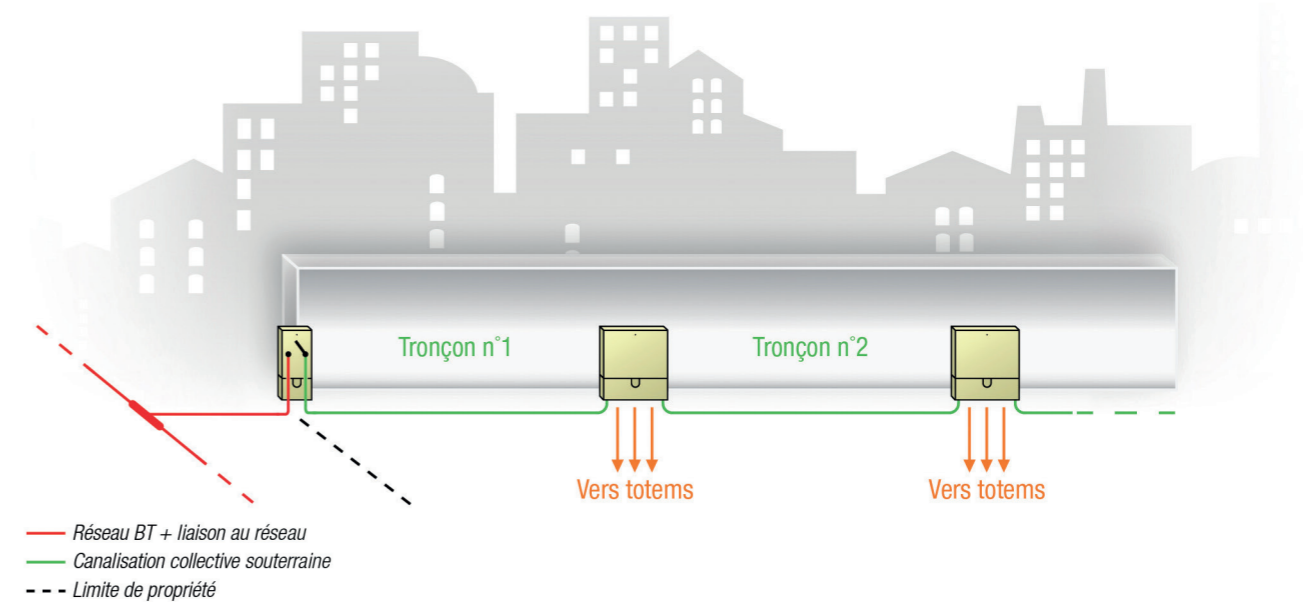 Tronçon n°1
Tronçon n°2
Vers totems
Vers totems
Réseau BT + liaison au réseau
Canalisation collective souterraine
Limite de propriété